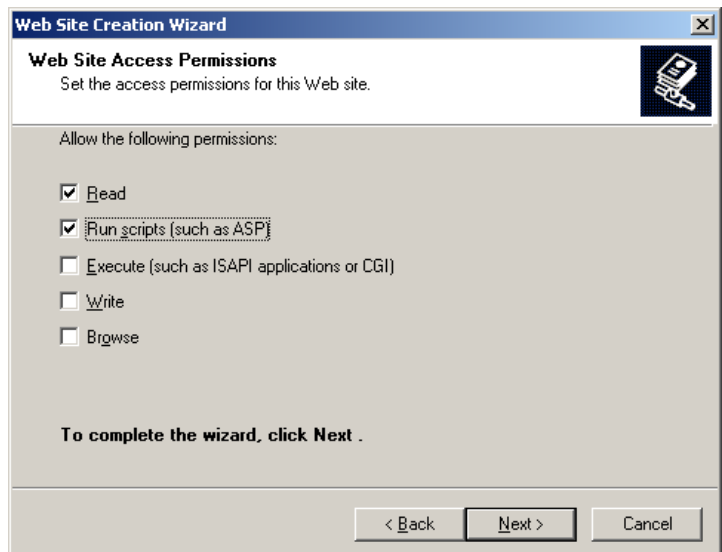 Web Site Creation Wizard
Web Site Access Permissions
Set the access permissions for this Web site.
Allow the following permissions:
Read
Run scripts (such as ASP)
Execute (such as ISAPI applications or CGI)
Write
Browse
To complete the wizard, click Next .
< Back Next > Cancel